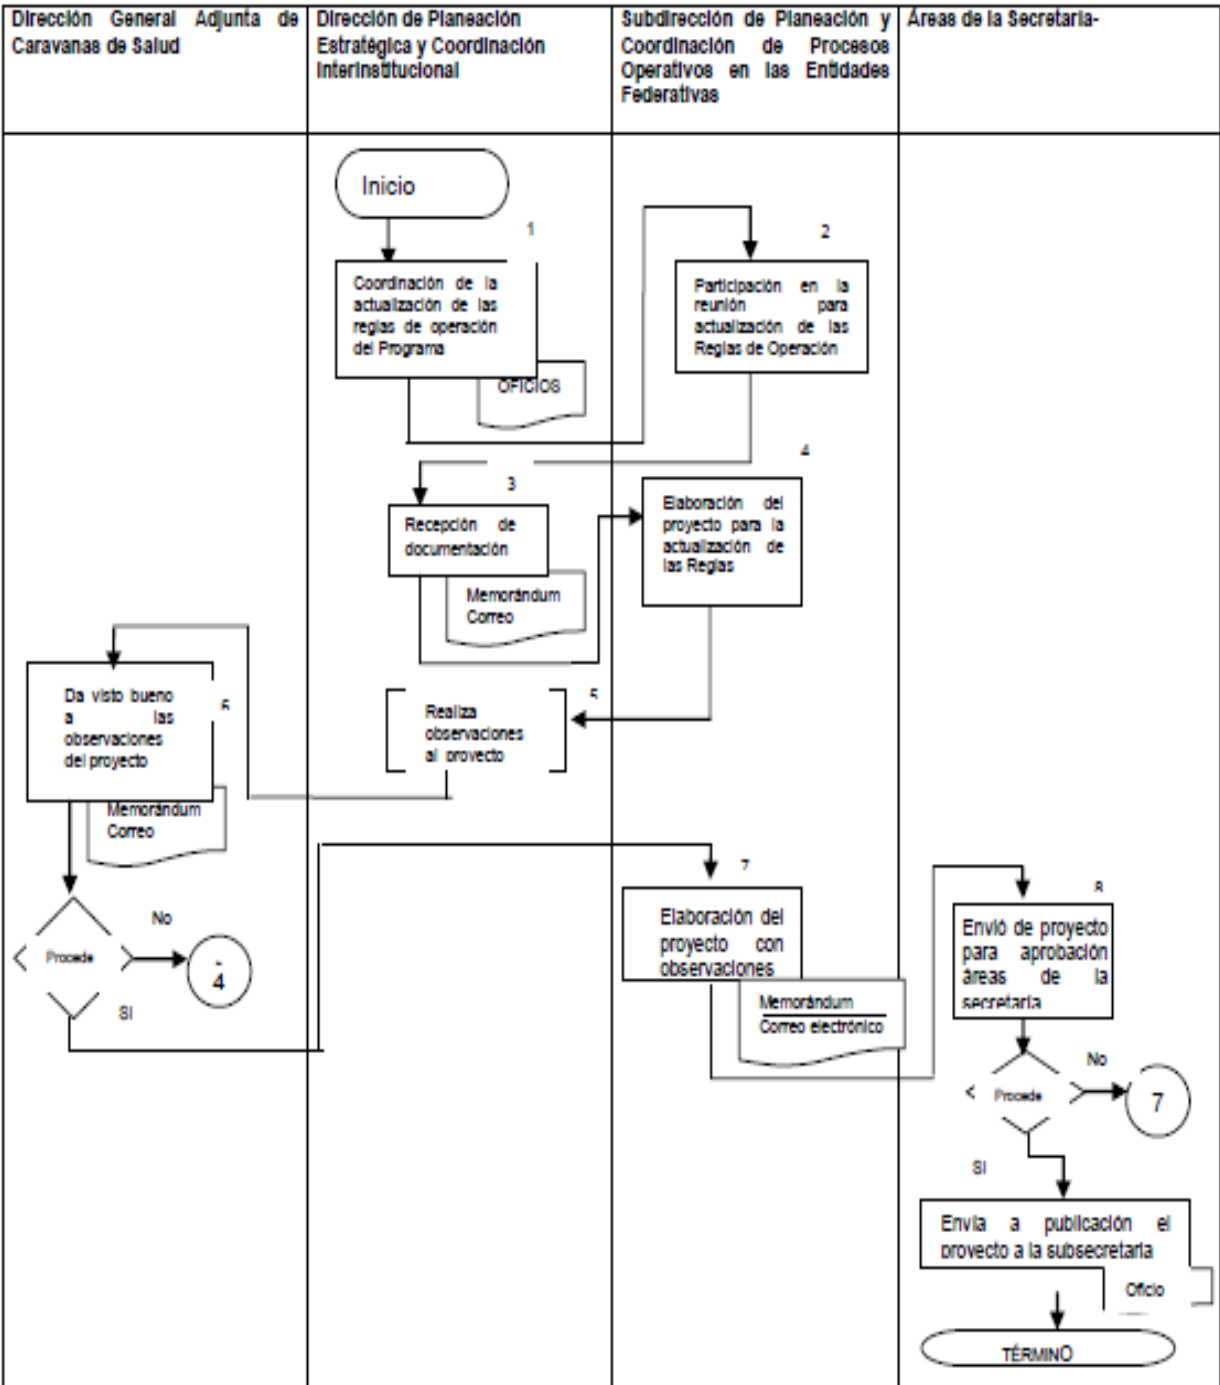 Dirección General Adjunta de
Caravanas de Salud
Dirección de Planeación
Estratégica y Coordinación
Interinstitucional
Subdirección de Planeación y
Coordinación de Procesos
Operativos en las Entidades
Federativas
Áreas de la Secretaria-
Inicio
1
Coordinación de la
actualización de las
reglas de operación
del Programa
OFICIOS
2
Participación en la
reunión para
actualización de las
Reglas de Operación
3
Recepción de
documentación
Memorándum
Correo
4
Elaboración del
proyecto para la
actualización de
las Reglas
5
Realiza
observaciones
al proyecto
6
Da visto bueno
a las
observaciones
del proyecto
Memorándum
Correo
Procede
No
-
4
SI
7
Elaboración del
proyecto con
observaciones
Memorándum
Correo electrónico
8
Envió de proyecto
para aprobación
áreas de la
secretaria
Procede
No
7
SI
Envía a publicación el
proyecto a la subsecretaria
Oficio
TÉRMINO